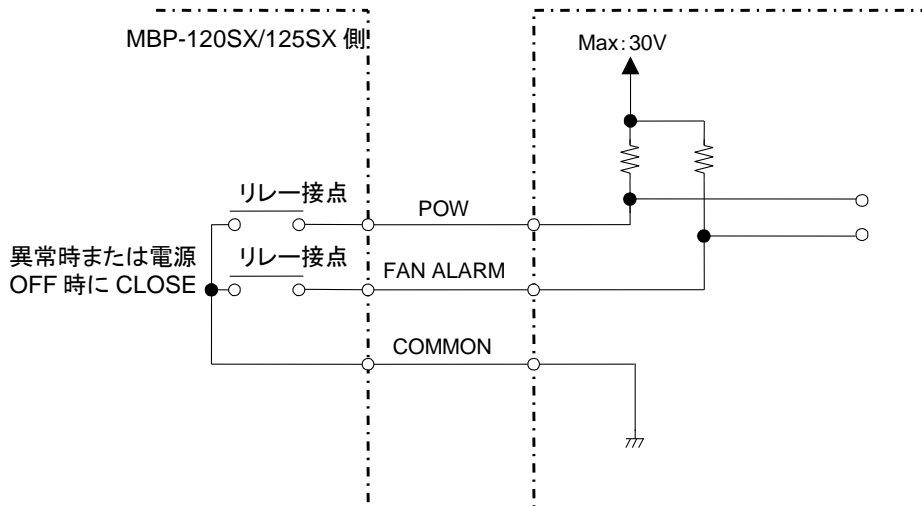 MBP-120SX/125SX 側
Max:30V
リレー接点
POW
異常時または電源
OFF 時に CLOSE
リレー接点
FAN ALARM
COMMON